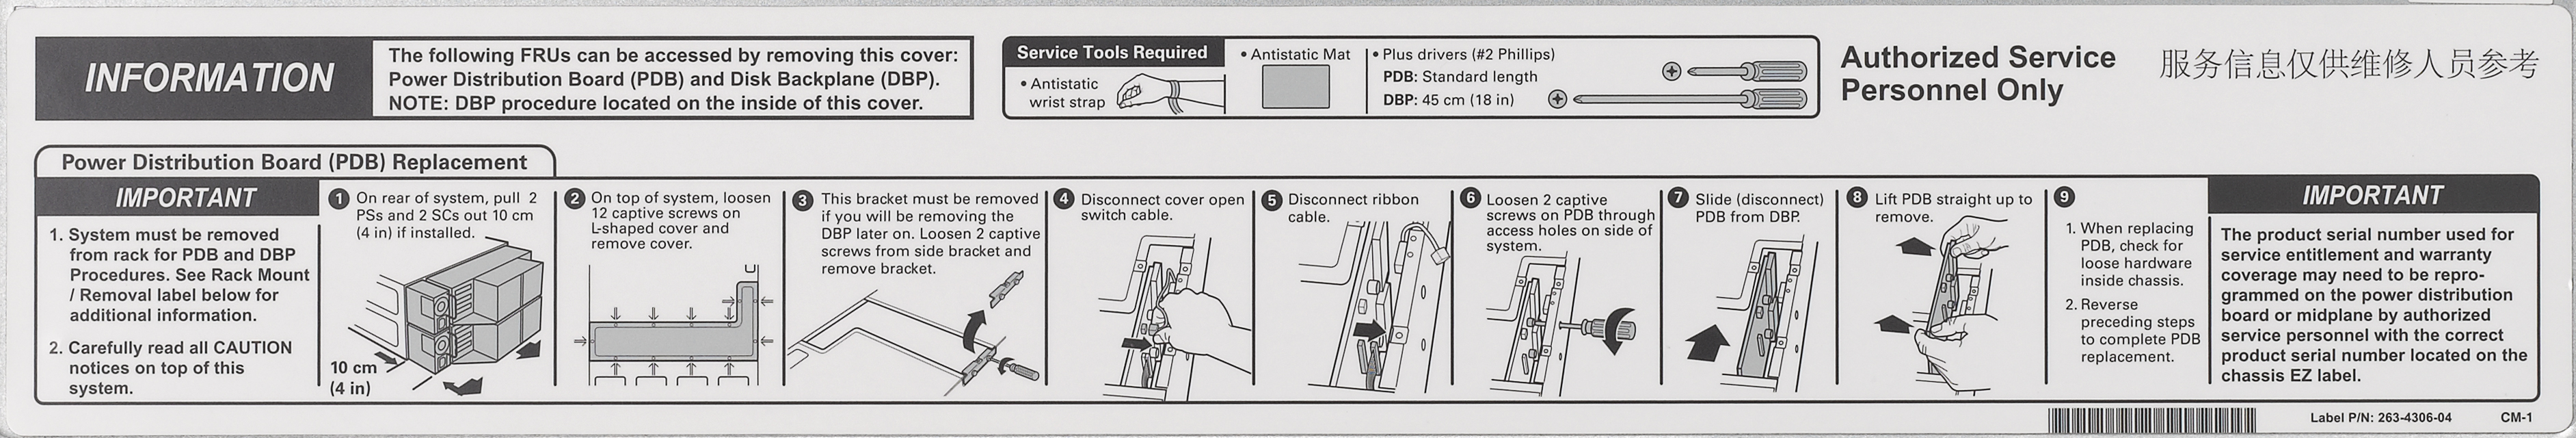 INFORMATION
The following FRUs can be accessed by removing this cover:
Power Distribution Board (PDB) and Disk Backplane (DBP).
NOTE: DBP procedure located on the inside of this cover.
Service Tools Required
• Antistatic
wrist strap
• Antistatic Mat
• Plus drivers (#2 Phillips)
PDB: Standard length
DBP: 45 cm (18 in)
Authorized Service
Personnel Only
服务信息仅供维修人员参考
Power Distribution Board (PDB) Replacement
IMPORTANT
1. System must be removed
from rack for PDB and DBP
Procedures. See Rack Mount
/ Removal label below for
additional information.
2. Carefully read all CAUTION
notices on top of this
system.
1 On rear of system, pull 2
PSs and 2 SCs out 10 cm
(4 in) if installed.
10 cm
(4 in)
2 On top of system, loosen
12 captive screws on
L-shaped cover and
remove cover.
3 This bracket must be removed
if you will be removing the
DBP later on. Loosen 2 captive
screws from side bracket and
remove bracket.
4 Disconnect cover open
switch cable.
5 Disconnect ribbon
cable.
6 Loosen 2 captive
screws on PDB through
access holes on side of
system.
7 Slide (disconnect)
PDB from DBP.
8 Lift PDB straight up to
remove.
9
1. When replacing
PDB, check for
loose hardware
inside chassis.
2. Reverse
preceding steps
to complete PDB
replacement.
IMPORTANT
The product serial number used for
service entitlement and warranty
coverage may need to be repro-
grammed on the power distribution
board or midplane by authorized
service personnel with the correct
product serial number located on the
chassis EZ label.
Label P/N: 263-4306-04
CM-1